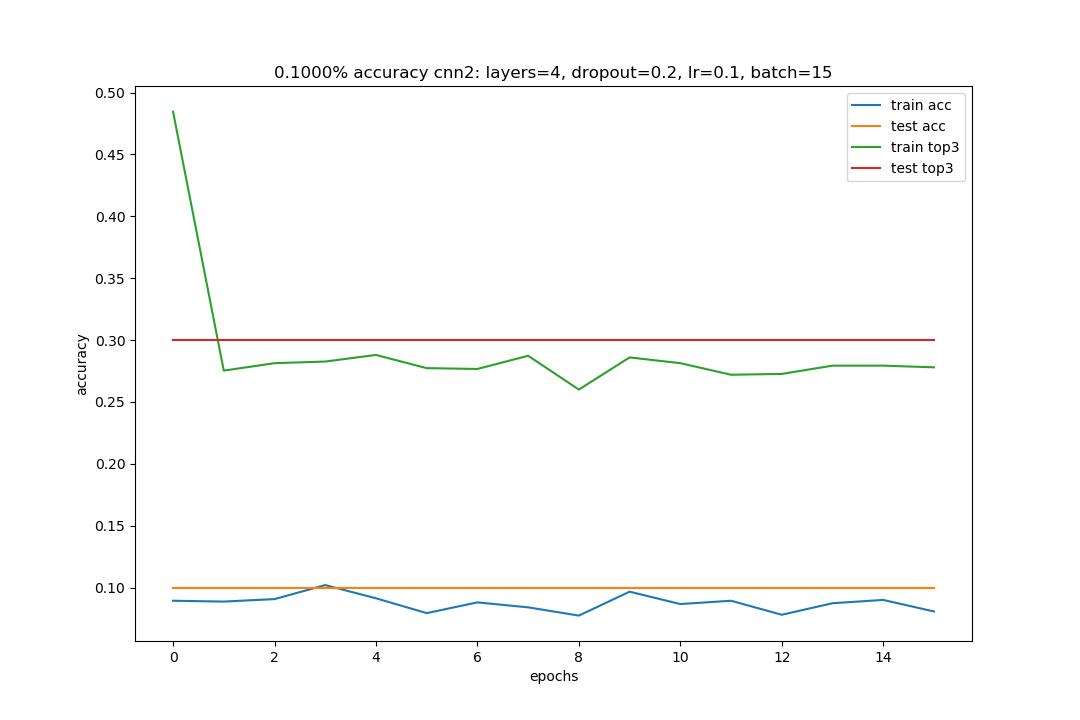 0.1000% accuracy cnn2: layers=4, dropout=0.2, lr=0.1, batch=15
train acc
test acc
train top3
test top3
0.50
0.45
0.40
0.35
0.30
0.25
0.20
0.15
0.10
accuracy
0 2 4 6 8 10 12 14
epochs